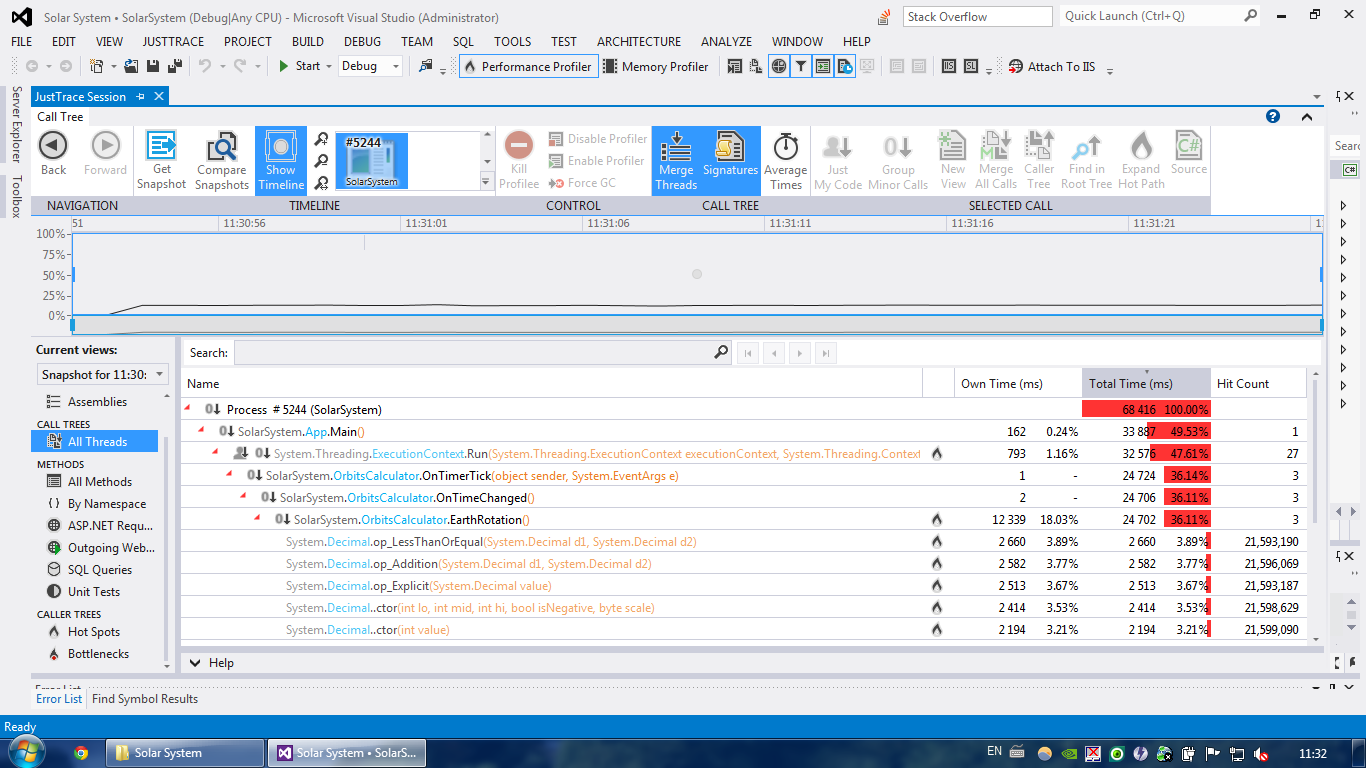 Solar System • SolarSystem (Debug|Any CPU) - Microsoft Visual Studio (Administrator)
Stack Overflow
Quick Launch (Ctrl+Q)
FILE EDIT VIEW JUSTTRACE PROJECT BUILD DEBUG TEAM SQL TOOLS TEST ARCHITECTURE ANALYZE WINDOW HELP
Start Debug Performance Profiler Memory Profiler Attach To IIS
Server Explorer
Toolbox
JustTrace Session
Call Tree
Back Forward
Get Snapshot
Compare Snapshots
Show Timeline
#5244
SolarSystem
Kill Profilee
Disable Profiler
Enable Profiler
Force GC
Merge Threads
Signatures
Average Times
Just My Code
Group Minor Calls
New View
Merge All Calls
Caller Tree
Find in Root Tree
Expand Hot Path
Source
NAVIGATION TIMELINE CONTROL CALL TREE SELECTED CALL
51 11:30:56 11:31:01 11:31:06 11:31:11 11:31:16 11:31:21
100%
75%
50%
25%
0%
Current views:
Snapshot for 11:30:
Assemblies
CALL TREES
All Threads
METHODS
All Methods
By Namespace
ASP.NET Requ...
Outgoing Web...
SQL Queries
Unit Tests
CALLER TREES
Hot Spots
Bottlenecks
Search:
Name Own Time (ms) Total Time (ms) Hit Count
Process # 5244 (SolarSystem) 68 416 100.00%
SolarSystem.App.Main() 162 0.24% 33 887 49.53% 1
System.Threading.ExecutionContext.Run(System.Threading.ExecutionContext executionContext, System.Threading.Context 793 1.16% 32 576 47.61% 27
SolarSystem.OrbitsCalculator.OnTimerTick(object sender, System.EventArgs e) 1 - 24 724 36.14% 3
SolarSystem.OrbitsCalculator.OnTimeChanged() 2 - 24 706 36.11% 3
SolarSystem.OrbitsCalculator.EarthRotation() 12 339 18.03% 24 702 36.11% 3
System.Decimal.op_LessThanOrEqual(System.Decimal d1, System.Decimal d2) 2 660 3.89% 2 660 3.89% 21,593,190
System.Decimal.op_Addition(System.Decimal d1, System.Decimal d2) 2 582 3.77% 2 582 3.77% 21,596,069
System.Decimal.op_Explicit(System.Decimal value) 2 513 3.67% 2 513 3.67% 21,593,187
System.Decimal..ctor(int lo, int mid, int hi, bool isNegative, byte scale) 2 414 3.53% 2 414 3.53% 21,598,629
System.Decimal..ctor(int value) 2 194 3.21% 2 194 3.21% 21,599,090
Help
Error List Find Symbol Results
Ready
Solar System
Solar System • SolarS...
EN
11:32